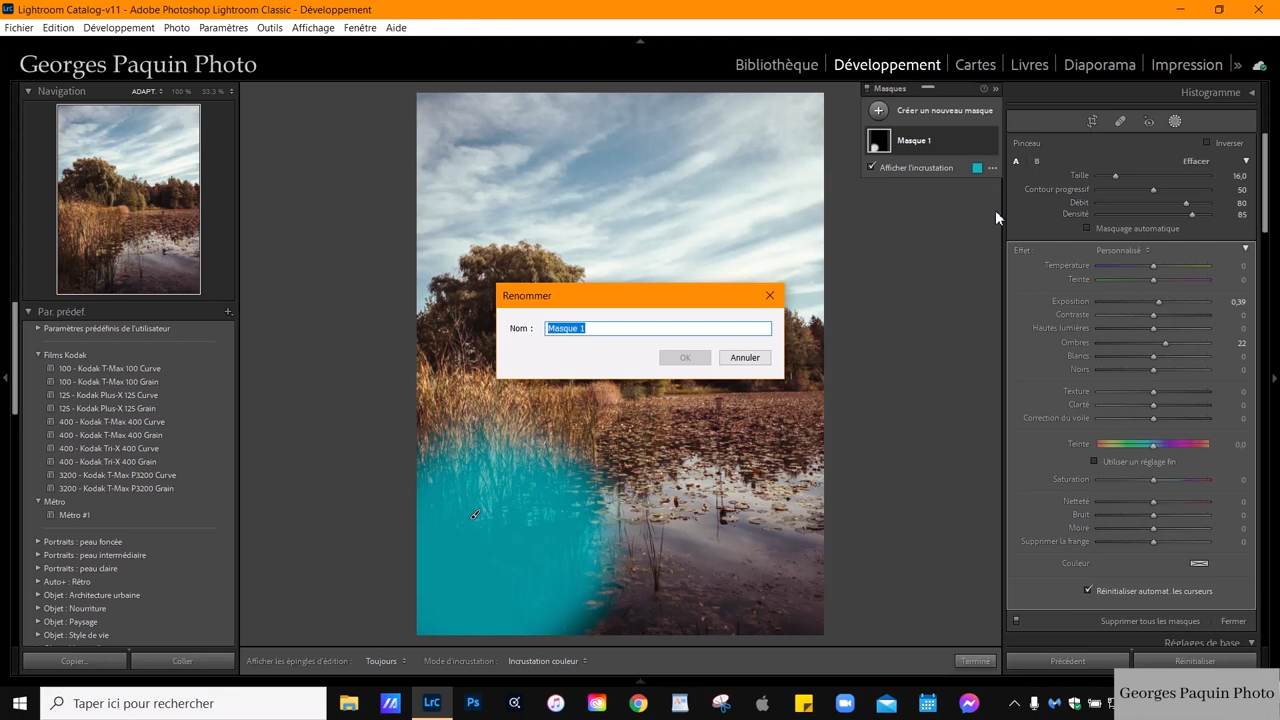 Lightroom Catalog-v11 - Adobe Photoshop Lightroom Classic - Développement
Fichier Edition Développement Photo Paramètres Outils Affichage Fenêtre Aide
Georges Paquin Photo
Bibliothèque Développement Cartes Livres Diaporama Impression »
Navigation ADAPT. 100 % 33,3 %
Par. prédef.
Paramètres prédéfinis de l'utilisateur
Films Kodak
100 - Kodak T-Max 100 Curve
100 - Kodak T-Max 100 Grain
125 - Kodak Plus-X 125 Curve
125 - Kodak Plus-X 125 Grain
400 - Kodak T-Max 400 Curve
400 - Kodak T-Max 400 Grain
400 - Kodak Tri-X 400 Curve
400 - Kodak Tri-X 400 Grain
3200 - Kodak T-Max P3200 Curve
3200 - Kodak T-Max P3200 Grain
Métro
Métro #1
Portraits : peau foncée
Portraits : peau intermédiaire
Portraits : peau claire
Auto+ : Rétro
Objet : Architecture urbaine
Objet : Nourriture
Objet : Paysage
Objet : Style de vie
Copier... Coller
Masques
Créer un nouveau masque
Masque 1
Afficher l'incrustation
Renommer
Nom : Masque 1
OK Annuler
Afficher les épingles d'édition : Toujours Mode d'incrustation : Incrustation couleur Terminé
Histogramme
Pinceau Inverser
A B Effacer
Taille 16,0
Contour progressif 50
Débit 80
Densité 85
Masquage automatique
Effet : Personnalisé
Température 0
Teinte 0
Exposition 0,39
Contraste 0
Hautes lumières 0
Ombres 22
Blancs 0
Noirs 0
Texture 0
Clarté 0
Correction du voile 0
Teinte 0,0
Utiliser un réglage fin
Saturation 0
Netteté 0
Bruit 0
Moiré 0
Supprimer la frange 0
Couleur
Réinitialiser automat. les curseurs
Supprimer tous les masques Fermer
Réglages de base
Précédent Réinitialiser
Taper ici pour rechercher
LrC
Ps
Georges Paquin Photo